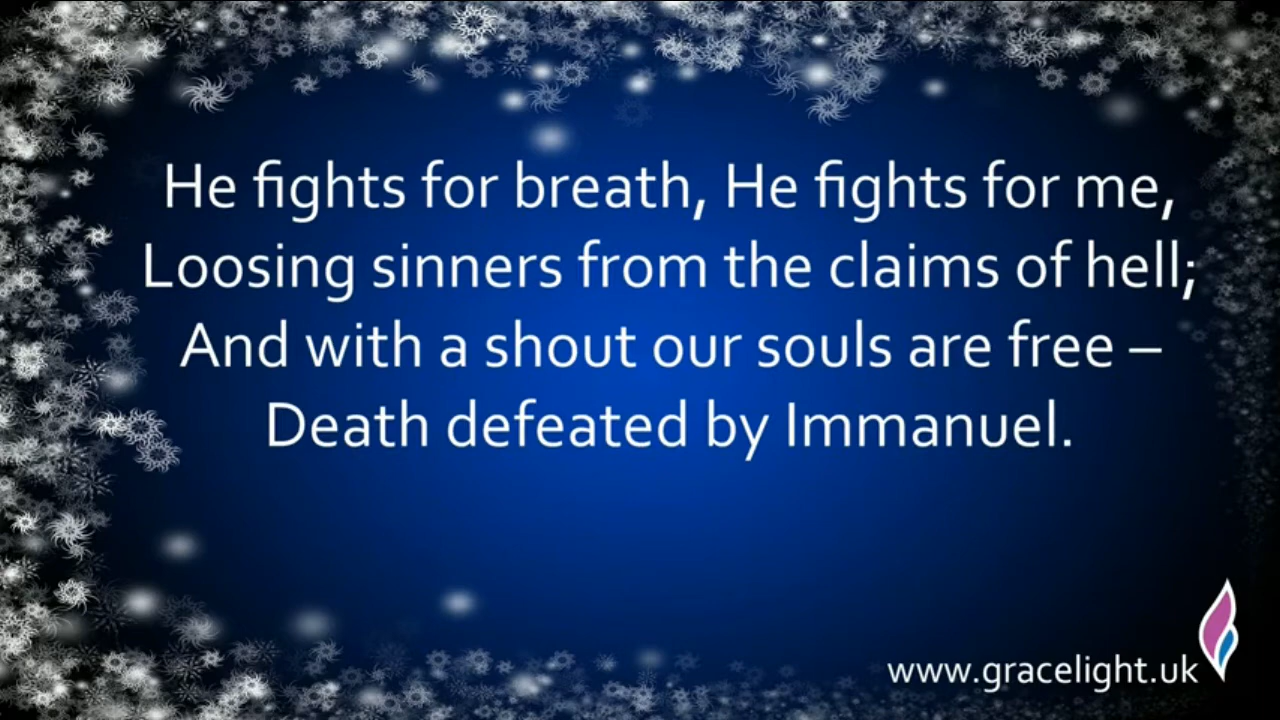 He fights for breath, He fights for me,
Loosing sinners from the claims of hell;
And with a shout our souls are free –
Death defeated by Immanuel.
www.gracelight.uk